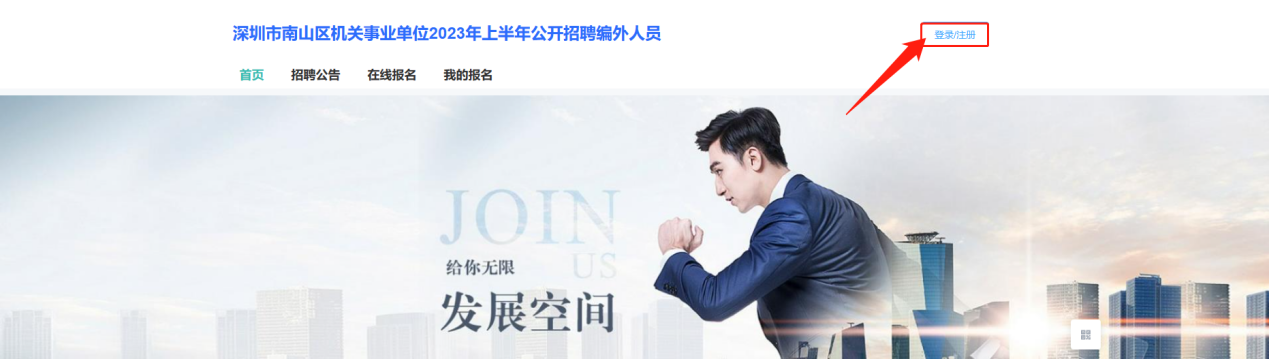 深圳市南山区机关事业单位2023年上半年公开招聘编外人员
登录/注册
首页 招聘公告 在线报名 我的报名
JOIN
US
给你无限
发展空间